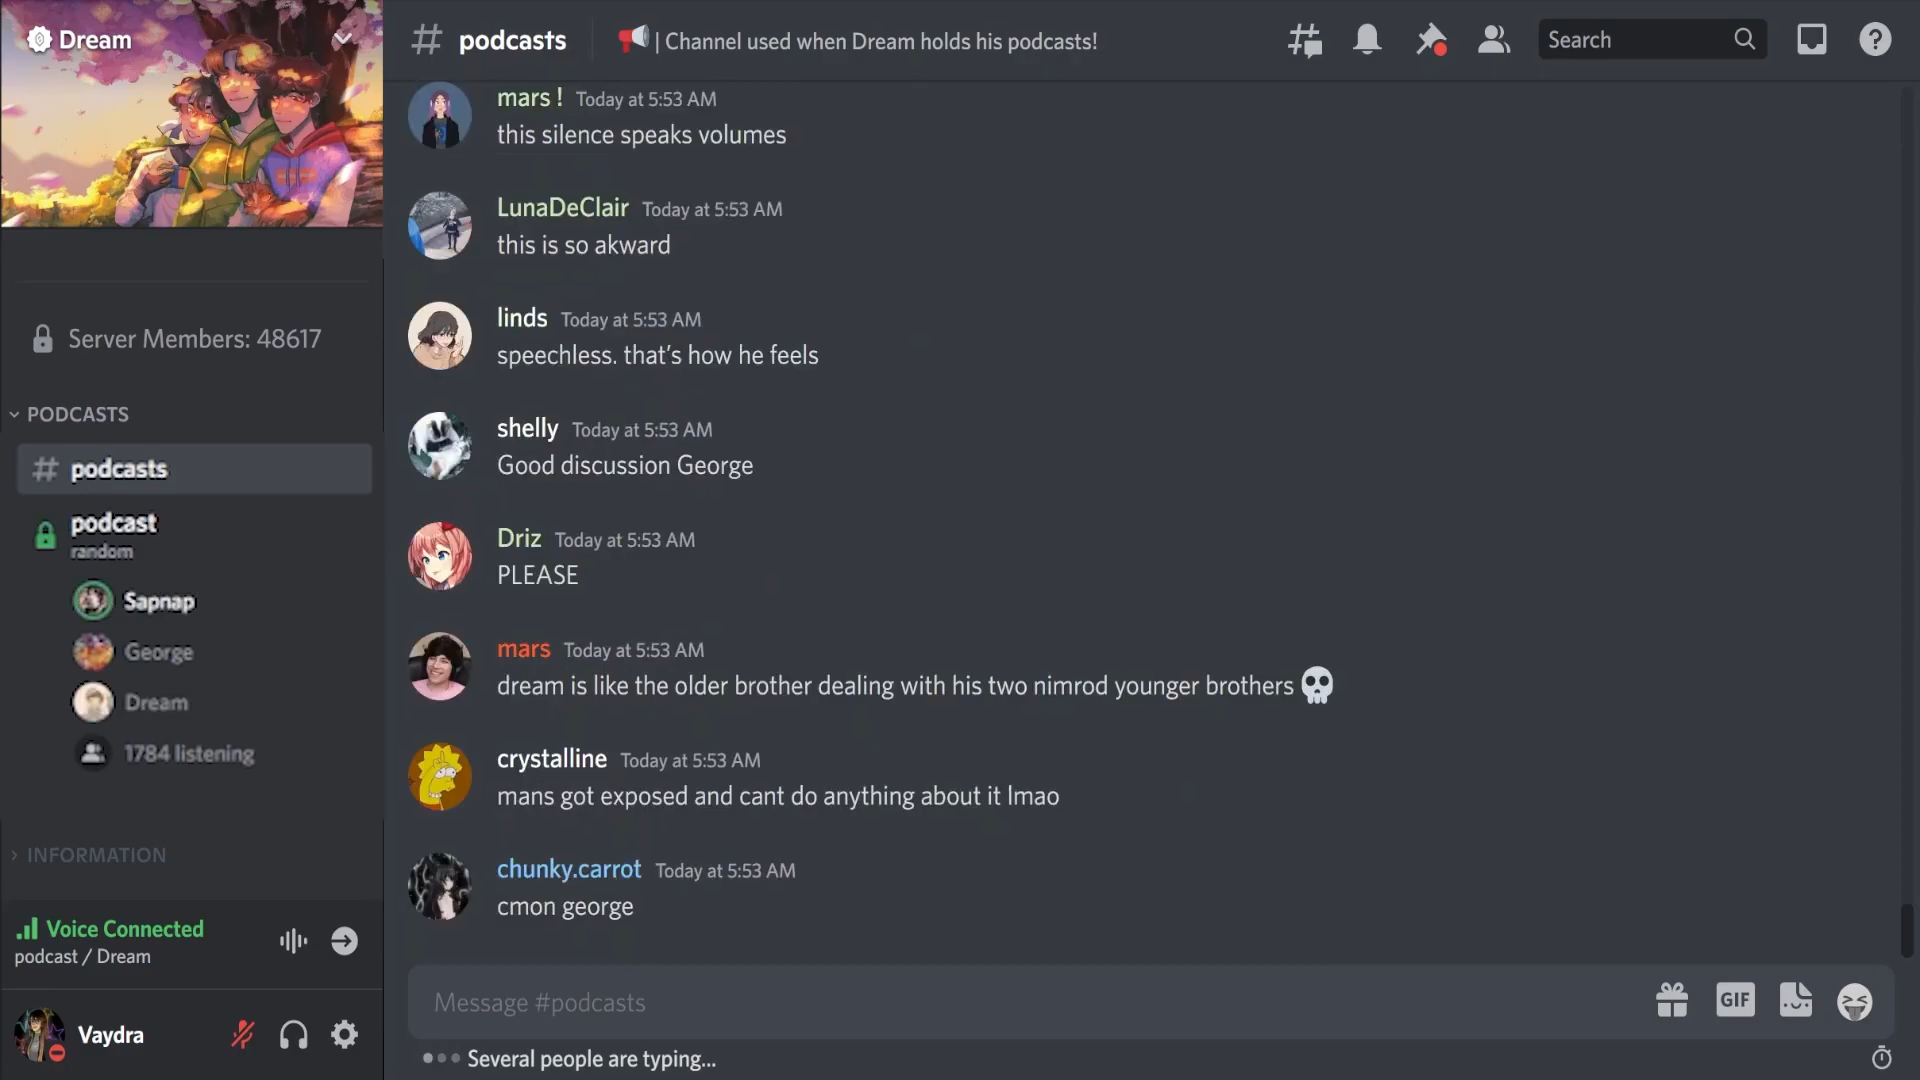 Dream
Server Members: 48617
PODCASTS
podcasts
podcast
random
Sapnap
George
Dream
1784 listening
INFORMATION
Voice Connected
podcast / Dream
Vaydra
podcasts
| Channel used when Dream holds his podcasts!
Search
mars ! Today at 5:53 AM
this silence speaks volumes
LunaDeClair Today at 5:53 AM
this is so akward
linds Today at 5:53 AM
speechless. that’s how he feels
shelly Today at 5:53 AM
Good discussion George
Driz Today at 5:53 AM
PLEASE
mars Today at 5:53 AM
dream is like the older brother dealing with his two nimrod younger brothers 💀
crystalline Today at 5:53 AM
mans got exposed and cant do anything about it lmao
chunky.carrot Today at 5:53 AM
cmon george
Message #podcasts
GIF
Several people are typing...